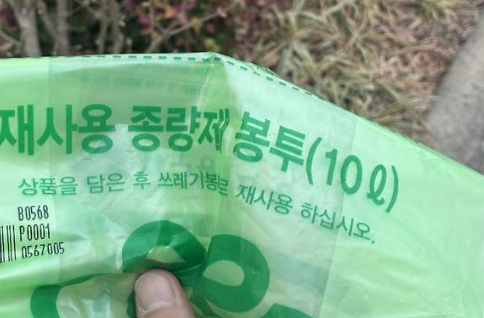 재사용 종량제 봉투(10ℓ)
상품을 담은 후 쓰레기봉로 재사용 하십시오.
B0568
P0001
0567005